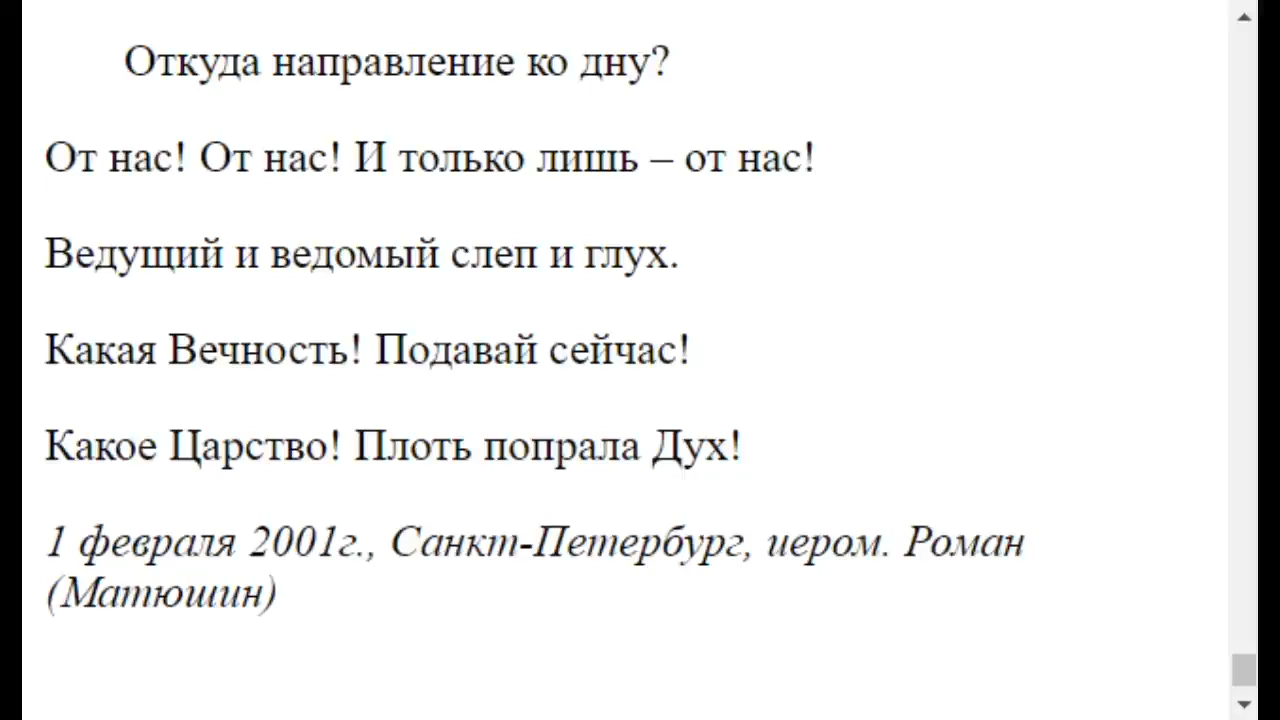 Откуда направление ко дну?
От нас! От нас! И только лишь – от нас!
Ведущий и ведомый слеп и глух.
Какая Вечность! Подавай сейчас!
Какое Царство! Плоть попрала Дух!
1 февраля 2001г., Санкт-Петербург, иером. Роман
(Матюшин)